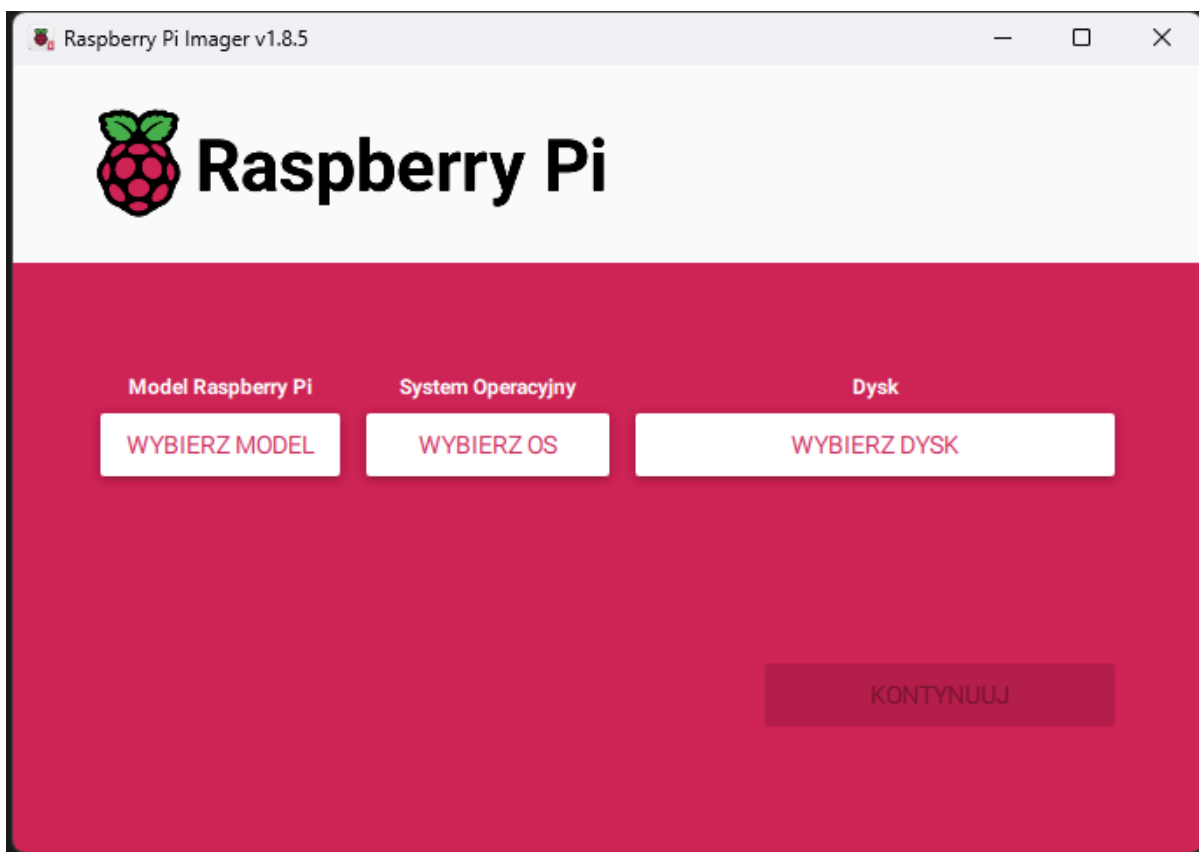 Raspberry Pi Imager v1.8.5
Raspberry Pi
Model Raspberry Pi System Operacyjny Dysk
WYBIERZ MODEL WYBIERZ OS WYBIERZ DYSK
KONTYNUUJ